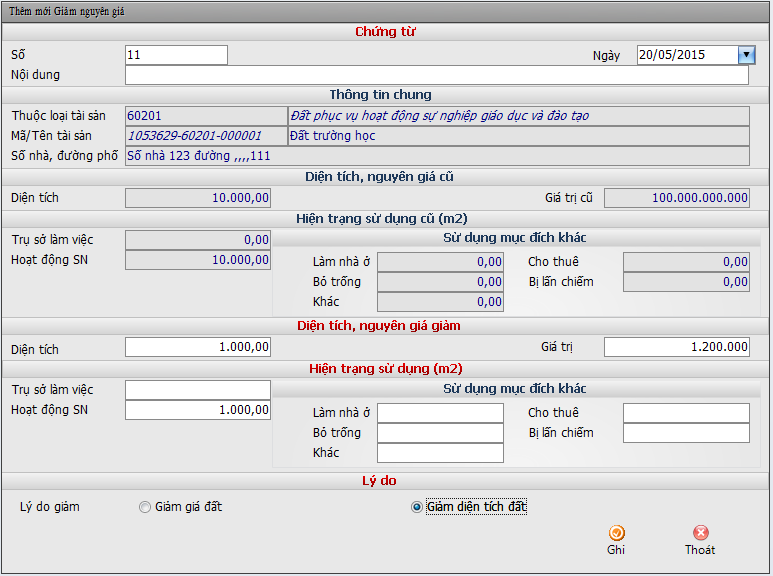 Thêm mới Giảm nguyên giá
Chứng từ
Số 11 Ngày 20/05/2015
Nội dung
Thông tin chung
Thuộc loại tài sản 60201 Đất phục vụ hoạt động sự nghiệp giáo dục và đào tạo
Mã/Tên tài sản 1053629-60201-000001 Đất trường học
Số nhà, đường phố Số nhà 123 đường ,,,,111
Diện tích, nguyên giá cũ
Diện tích 10.000,00 Giá trị cũ 100.000.000.000
Hiện trạng sử dụng cũ (m2)
Trụ sở làm việc 0,00 Sử dụng mục đích khác
Hoạt động SN 10.000,00 Làm nhà ở 0,00 Cho thuê 0,00
Bỏ trống 0,00 Bị lấn chiếm 0,00
Khác 0,00
Diện tích, nguyên giá giảm
Diện tích 1.000,00 Giá trị 1.200.000
Hiện trạng sử dụng (m2)
Trụ sở làm việc Sử dụng mục đích khác
Hoạt động SN 1.000,00 Làm nhà ở Cho thuê
Bỏ trống Bị lấn chiếm
Khác
Lý do
Lý do giảm Giảm giá đất Giảm diện tích đất
Ghi Thoát